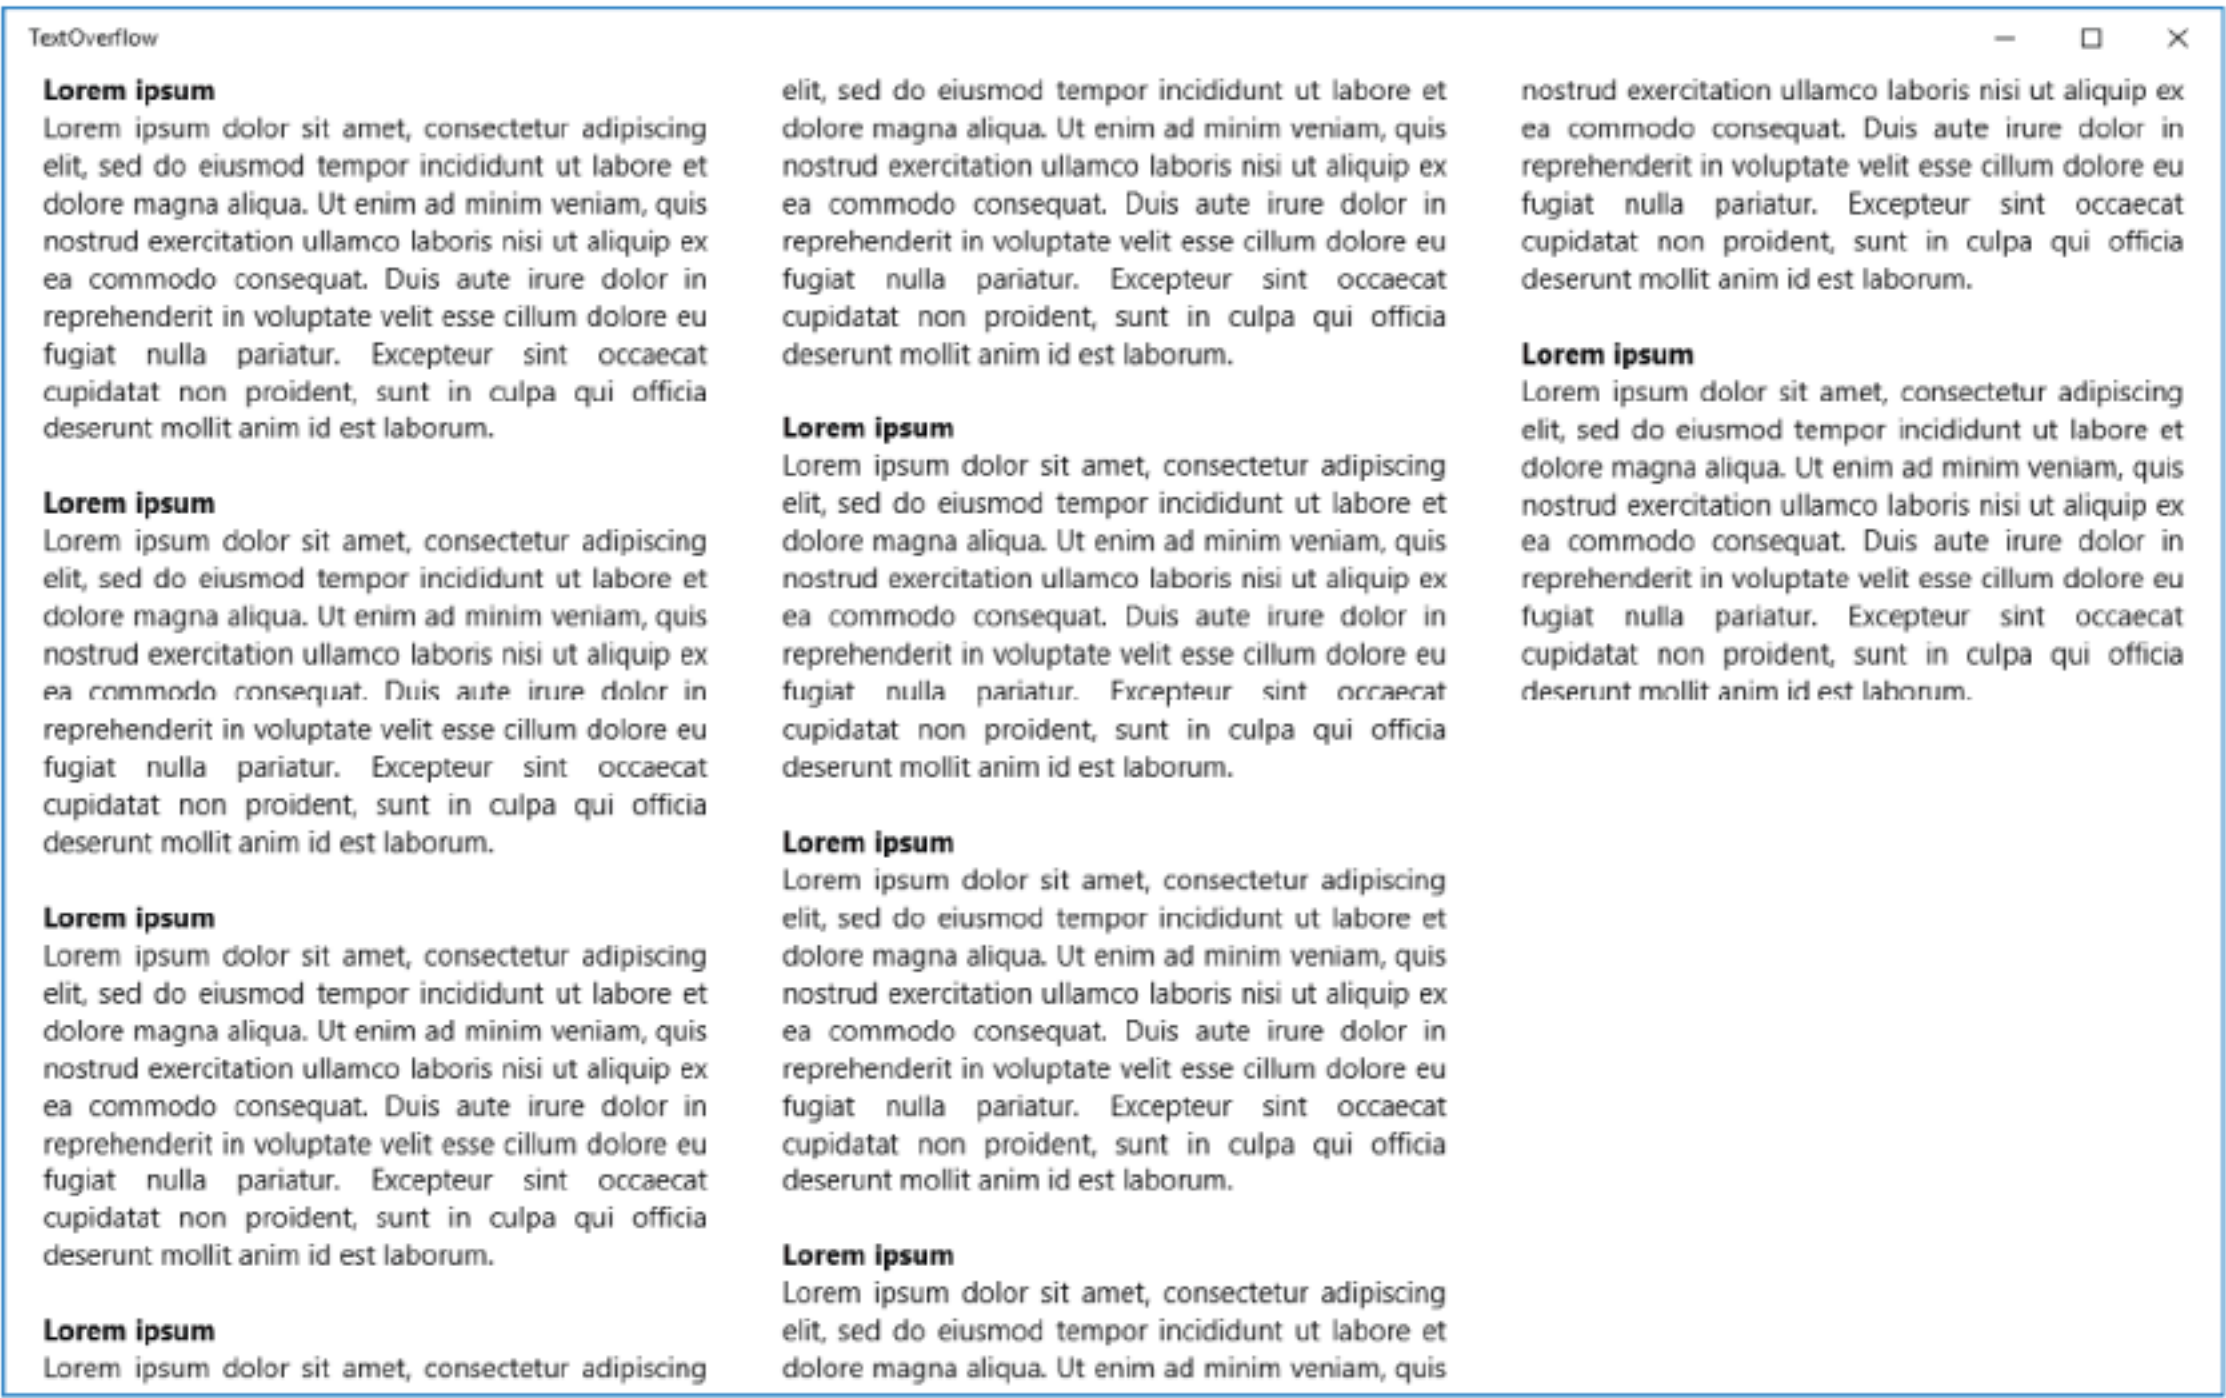 TextOverflow
Lorem ipsum
Lorem ipsum dolor sit amet, consectetur adipiscing
elit, sed do eiusmod tempor incididunt ut labore et
dolore magna aliqua. Ut enim ad minim veniam, quis
nostrud exercitation ullamco laboris nisi ut aliquip ex
ea commodo consequat. Duis aute irure dolor in
reprehenderit in voluptate velit esse cillum dolore eu
fugiat nulla pariatur. Excepteur sint occaecat
cupidatat non proident, sunt in culpa qui officia
deserunt mollit anim id est laborum.
Lorem ipsum
Lorem ipsum dolor sit amet, consectetur adipiscing
elit, sed do eiusmod tempor incididunt ut labore et
dolore magna aliqua. Ut enim ad minim veniam, quis
nostrud exercitation ullamco laboris nisi ut aliquip ex
ea commodo consequat. Duis aute irure dolor in
reprehenderit in voluptate velit esse cillum dolore eu
fugiat nulla pariatur. Excepteur sint occaecat
cupidatat non proident, sunt in culpa qui officia
deserunt mollit anim id est laborum.
Lorem ipsum
Lorem ipsum dolor sit amet, consectetur adipiscing
elit, sed do eiusmod tempor incididunt ut labore et
dolore magna aliqua. Ut enim ad minim veniam, quis
nostrud exercitation ullamco laboris nisi ut aliquip ex
ea commodo consequat. Duis aute irure dolor in
reprehenderit in voluptate velit esse cillum dolore eu
fugiat nulla pariatur. Excepteur sint occaecat
cupidatat non proident, sunt in culpa qui officia
deserunt mollit anim id est laborum.
Lorem ipsum
Lorem ipsum dolor sit amet, consectetur adipiscing
elit, sed do eiusmod tempor incididunt ut labore et
dolore magna aliqua. Ut enim ad minim veniam, quis
nostrud exercitation ullamco laboris nisi ut aliquip ex
ea commodo consequat. Duis aute irure dolor in
reprehenderit in voluptate velit esse cillum dolore eu
fugiat nulla pariatur. Excepteur sint occaecat
cupidatat non proident, sunt in culpa qui officia
deserunt mollit anim id est laborum.
Lorem ipsum
Lorem ipsum dolor sit amet, consectetur adipiscing
elit, sed do eiusmod tempor incididunt ut labore et
dolore magna aliqua. Ut enim ad minim veniam, quis
nostrud exercitation ullamco laboris nisi ut aliquip ex
ea commodo consequat. Duis aute irure dolor in
reprehenderit in voluptate velit esse cillum dolore eu
fugiat nulla pariatur. Excepteur sint occaecat
cupidatat non proident, sunt in culpa qui officia
deserunt mollit anim id est laborum.
Lorem ipsum
Lorem ipsum dolor sit amet, consectetur adipiscing
elit, sed do eiusmod tempor incididunt ut labore et
dolore magna aliqua. Ut enim ad minim veniam, quis
nostrud exercitation ullamco laboris nisi ut aliquip ex
ea commodo consequat. Duis aute irure dolor in
reprehenderit in voluptate velit esse cillum dolore eu
fugiat nulla pariatur. Excepteur sint occaecat
cupidatat non proident, sunt in culpa qui officia
deserunt mollit anim id est laborum.
Lorem ipsum
Lorem ipsum dolor sit amet, consectetur adipiscing
elit, sed do eiusmod tempor incididunt ut labore et
dolore magna aliqua. Ut enim ad minim veniam, quis
nostrud exercitation ullamco laboris nisi ut aliquip ex
ea commodo consequat. Duis aute irure dolor in
reprehenderit in voluptate velit esse cillum dolore eu
fugiat nulla pariatur. Excepteur sint occaecat
cupidatat non proident, sunt in culpa qui officia
deserunt mollit anim id est laborum.
Lorem ipsum
Lorem ipsum dolor sit amet, consectetur adipiscing
elit, sed do eiusmod tempor incididunt ut labore et
dolore magna aliqua. Ut enim ad minim veniam, quis
nostrud exercitation ullamco laboris nisi ut aliquip ex
ea commodo consequat. Duis aute irure dolor in
reprehenderit in voluptate velit esse cillum dolore eu
fugiat nulla pariatur. Excepteur sint occaecat
cupidatat non proident, sunt in culpa qui officia
deserunt mollit anim id est laborum.